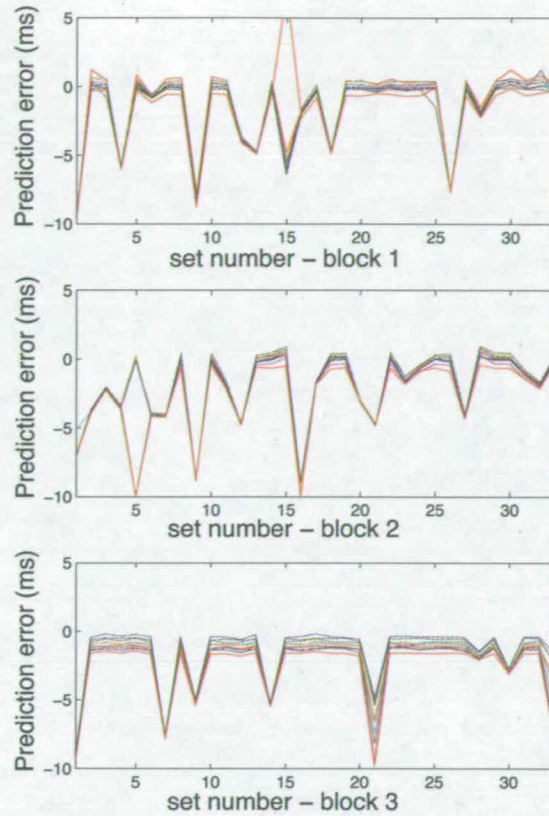 5
0
−5
−10
Prediction error (ms)
5 10 15 20 25 30
set number – block 1
5
0
−5
−10
Prediction error (ms)
5 10 15 20 25 30
set number – block 2
5
0
−5
−10
Prediction error (ms)
5 10 15 20 25 30
set number – block 3